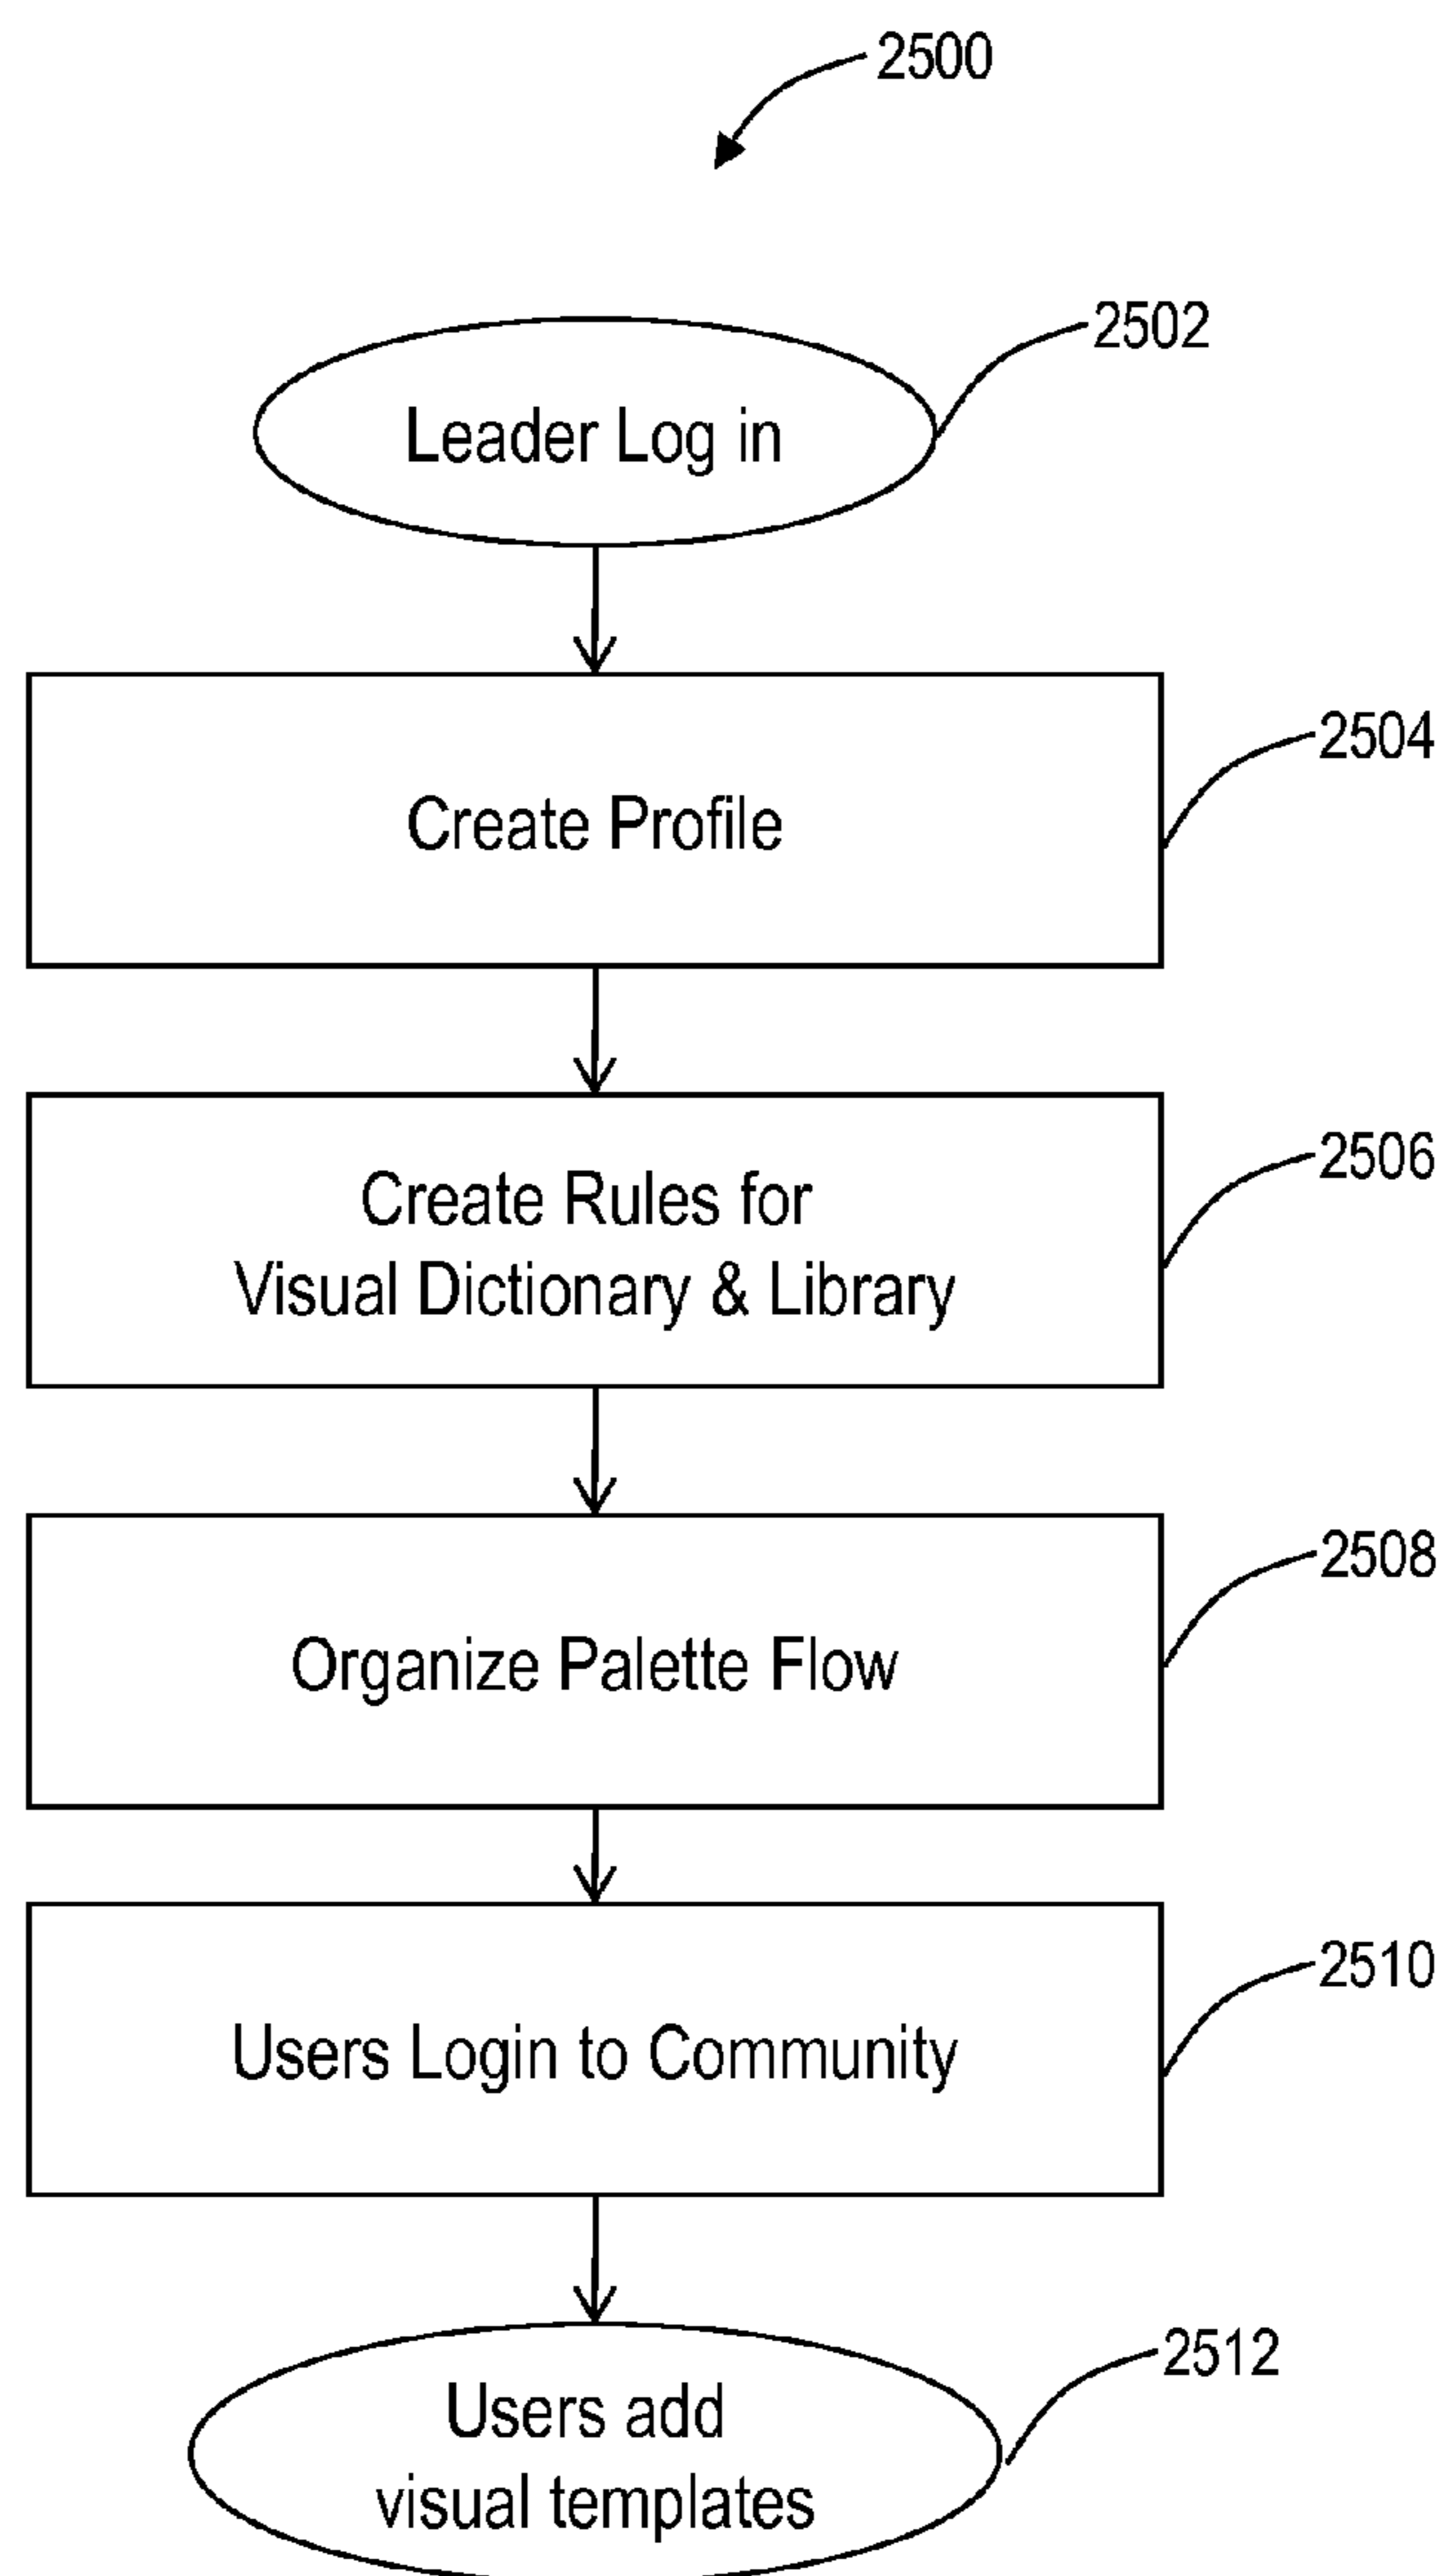 2500
2502
Leader Log in
2504
Create Profile
2506
Create Rules for
Visual Dictionary & Library
2508
Organize Palette Flow
2510
Users Login to Community
2512
Users add
visual templates